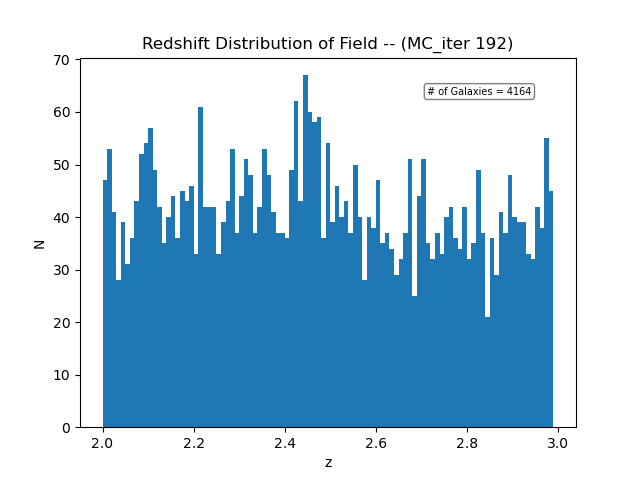 Redshift Distribution of Field -- (MC_iter 192)
# of Galaxies = 4164
70
60
50
40
30
20
10
0
N
2.0 2.2 2.4 2.6 2.8 3.0
z